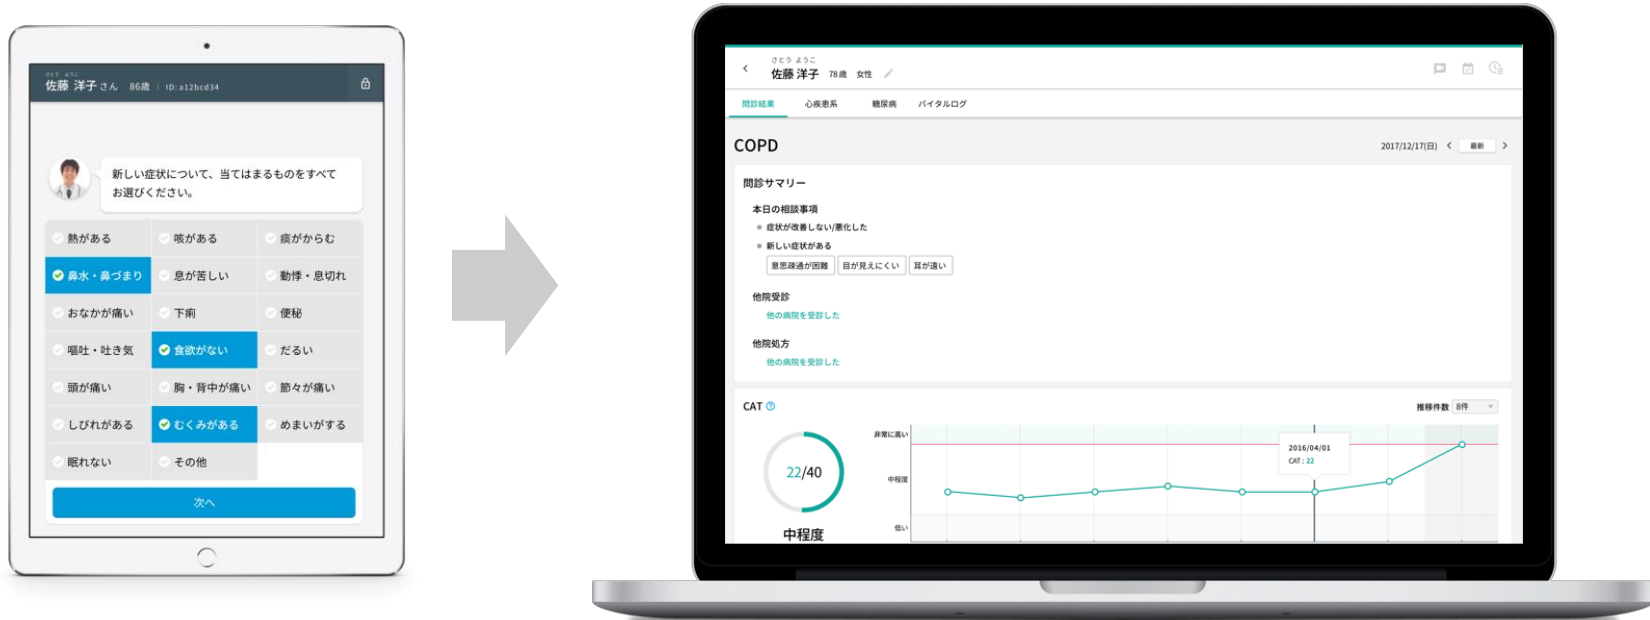 さとう ようこ
佐藤 洋子 さん 86歳 | ID:a12bcd34
新しい症状について、当てはまるものをすべて
お選びください。
熱がある 咳がある 痰がからむ
鼻水・鼻づまり 息が苦しい 動悸・息切れ
おなかが痛い 下痢 便秘
嘔吐・吐き気 食欲がない だるい
頭が痛い 胸・背中が痛い 節々が痛い
しびれがある むくみがある めまいがする
眠れない その他
次へ
さとう ようこ
佐藤 洋子 78歳 女性
問診結果 心疾患系 糖尿病 バイタルログ
COPD 2017/12/17(日) 最新
問診サマリー
本日の相談事項
症状が改善しない/悪化した
新しい症状がある
意思疎通が困難 目が見えにくい 耳が遠い
他院受診
他の病院を受診した
他院処方
他の病院を受診した
CAT 推移件数 8件
22/40
中程度
非常に高い
中程度
低い
2016/04/01
CAT : 22